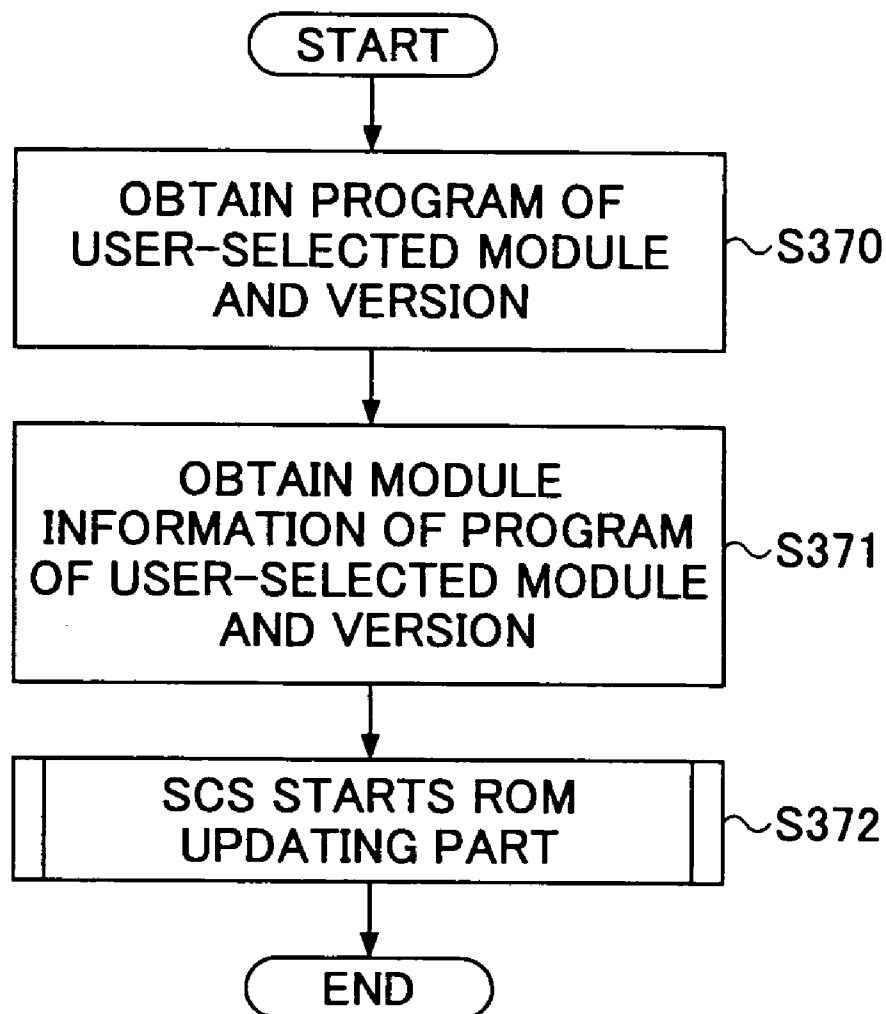 START
OBTAIN PROGRAM OF
USER-SELECTED MODULE
AND VERSION
S370
OBTAIN MODULE
INFORMATION OF PROGRAM
OF USER-SELECTED MODULE
AND VERSION
S371
SCS STARTS ROM
UPDATING PART
S372
END